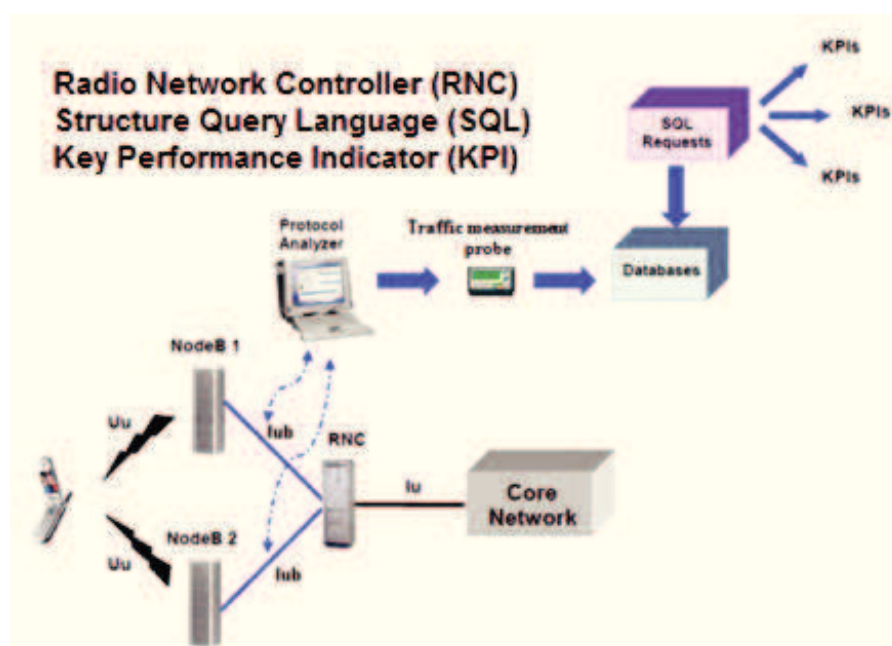 Radio Network Controller (RNC)
Structure Query Language (SQL)
Key Performance Indicator (KPI)
KPIs
KPIs
KPIs
SQL
Requests
Protocol
Analyzer
Traffic measurement
probe
Databases
NodeB 1
Uu
Iub
RNC
Iu
Core
Network
NodeB 2
Uu
Iub